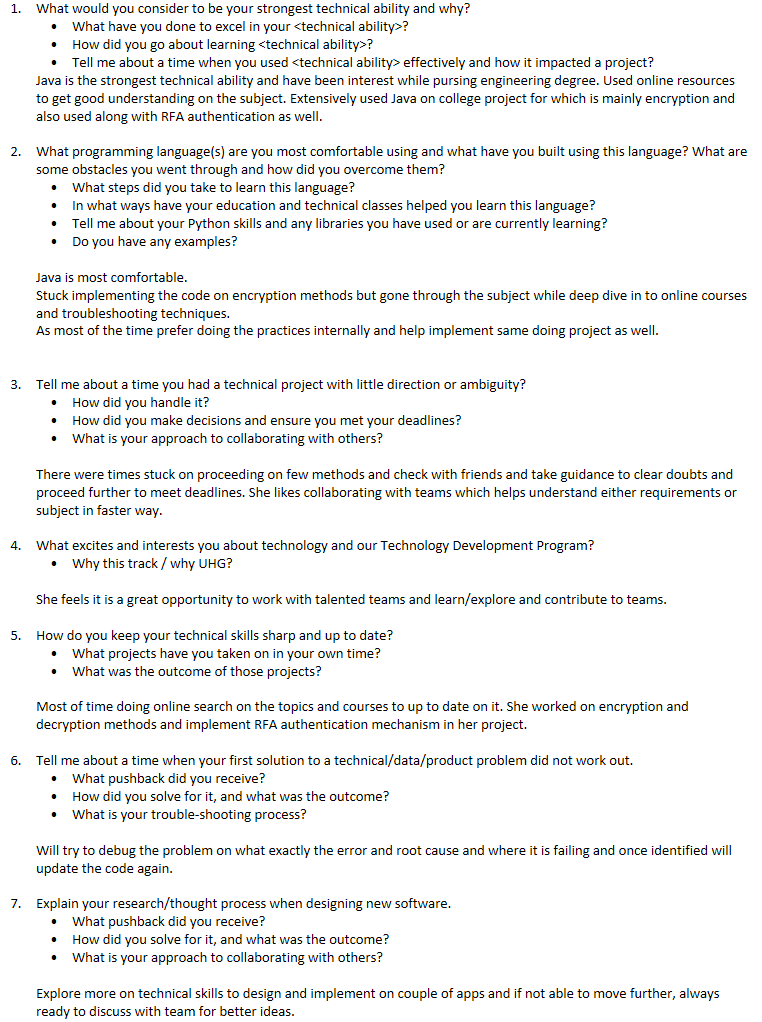 1. What would you consider to be your strongest technical ability and why?
• What have you done to excel in your <technical ability>?
• How did you go about learning <technical ability>?
• Tell me about a time when you used <technical ability> effectively and how it impacted a project?
Java is the strongest technical ability and have been interest while pursing engineering degree. Used online resources
to get good understanding on the subject. Extensively used Java on college project for which is mainly encryption and
also used along with RFA authentication as well.
2. What programming language(s) are you most comfortable using and what have you built using this language? What are
some obstacles you went through and how did you overcome them?
• What steps did you take to learn this language?
• In what ways have your education and technical classes helped you learn this language?
• Tell me about your Python skills and any libraries you have used or are currently learning?
• Do you have any examples?
Java is most comfortable.
Stuck implementing the code on encryption methods but gone through the subject while deep dive in to online courses
and troubleshooting techniques.
As most of the time prefer doing the practices internally and help implement same doing project as well.
3. Tell me about a time you had a technical project with little direction or ambiguity?
• How did you handle it?
• How did you make decisions and ensure you met your deadlines?
• What is your approach to collaborating with others?
There were times stuck on proceeding on few methods and check with friends and take guidance to clear doubts and
proceed further to meet deadlines. She likes collaborating with teams which helps understand either requirements or
subject in faster way.
4. What excites and interests you about technology and our Technology Development Program?
• Why this track / why UHG?
She feels it is a great opportunity to work with talented teams and learn/explore and contribute to teams.
5. How do you keep your technical skills sharp and up to date?
• What projects have you taken on in your own time?
• What was the outcome of those projects?
Most of time doing online search on the topics and courses to up to date on it. She worked on encryption and
decryption methods and implement RFA authentication mechanism in her project.
6. Tell me about a time when your first solution to a technical/data/product problem did not work out.
• What pushback did you receive?
• How did you solve for it, and what was the outcome?
• What is your trouble-shooting process?
Will try to debug the problem on what exactly the error and root cause and where it is failing and once identified will
update the code again.
7. Explain your research/thought process when designing new software.
• What pushback did you receive?
• How did you solve for it, and what was the outcome?
• What is your approach to collaborating with others?
Explore more on technical skills to design and implement on couple of apps and if not able to move further, always
ready to discuss with team for better ideas.